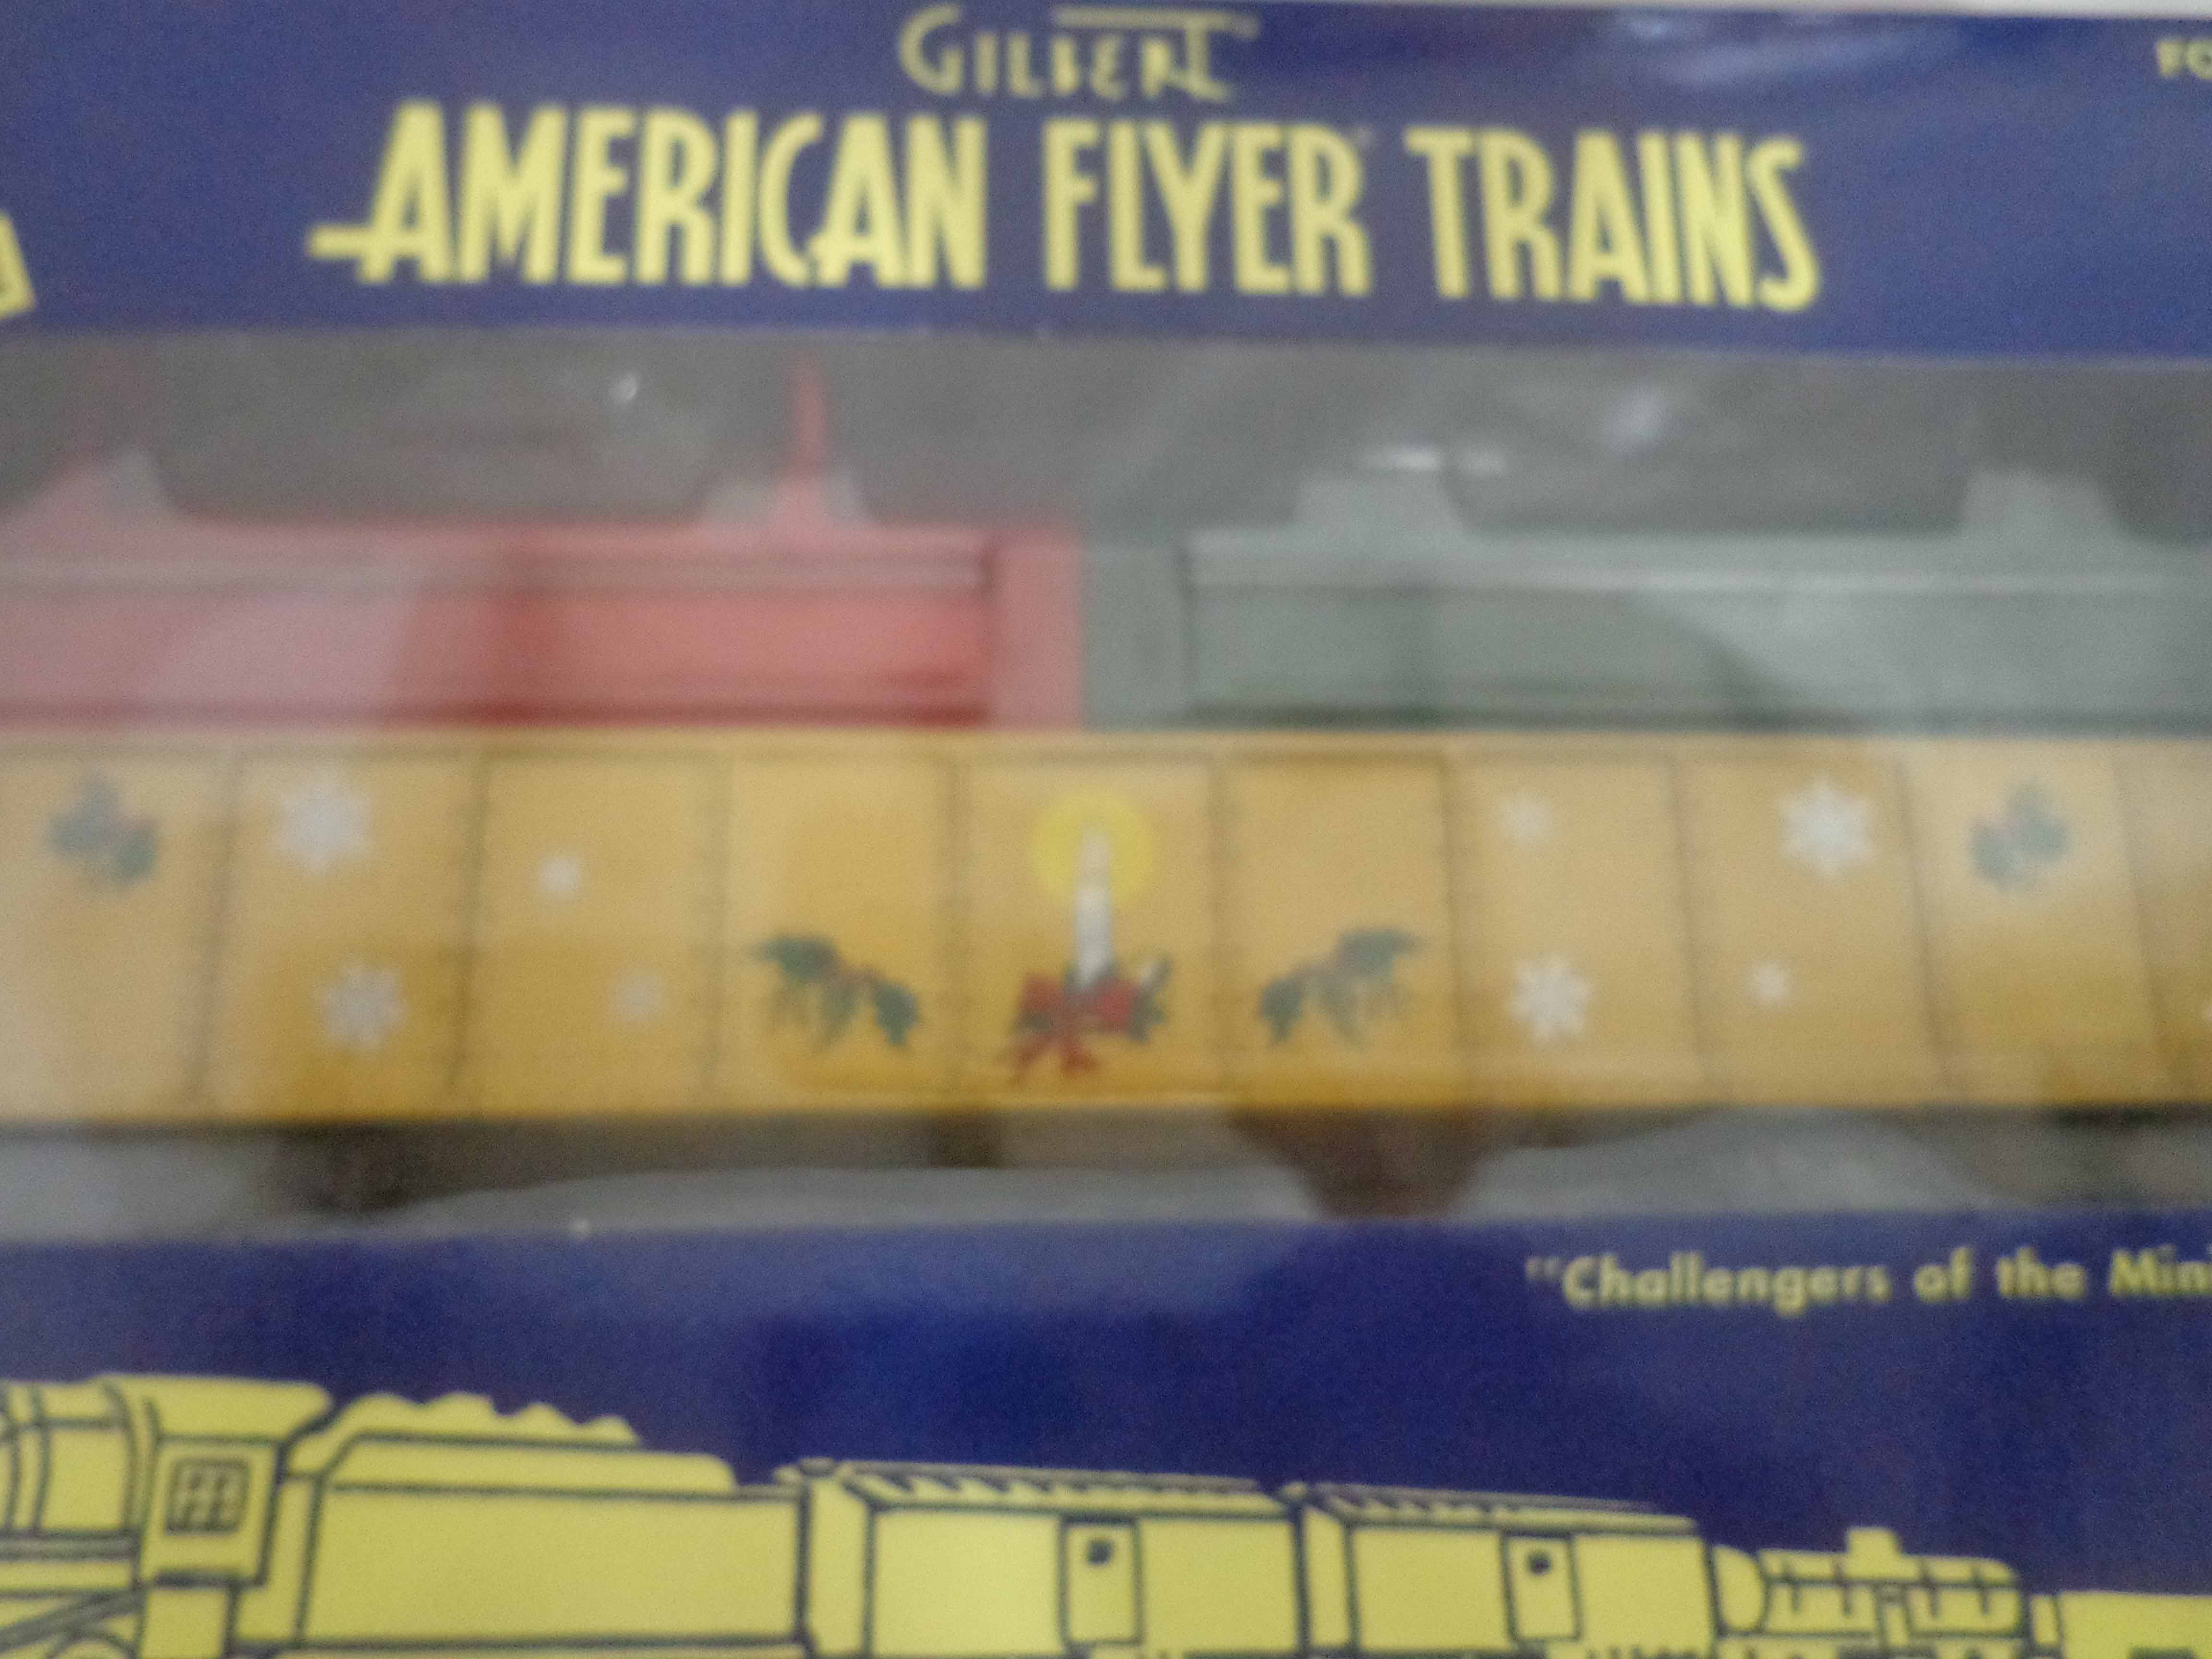 GILBERT
AMERICAN FLYER TRAINS
"Challengers of the